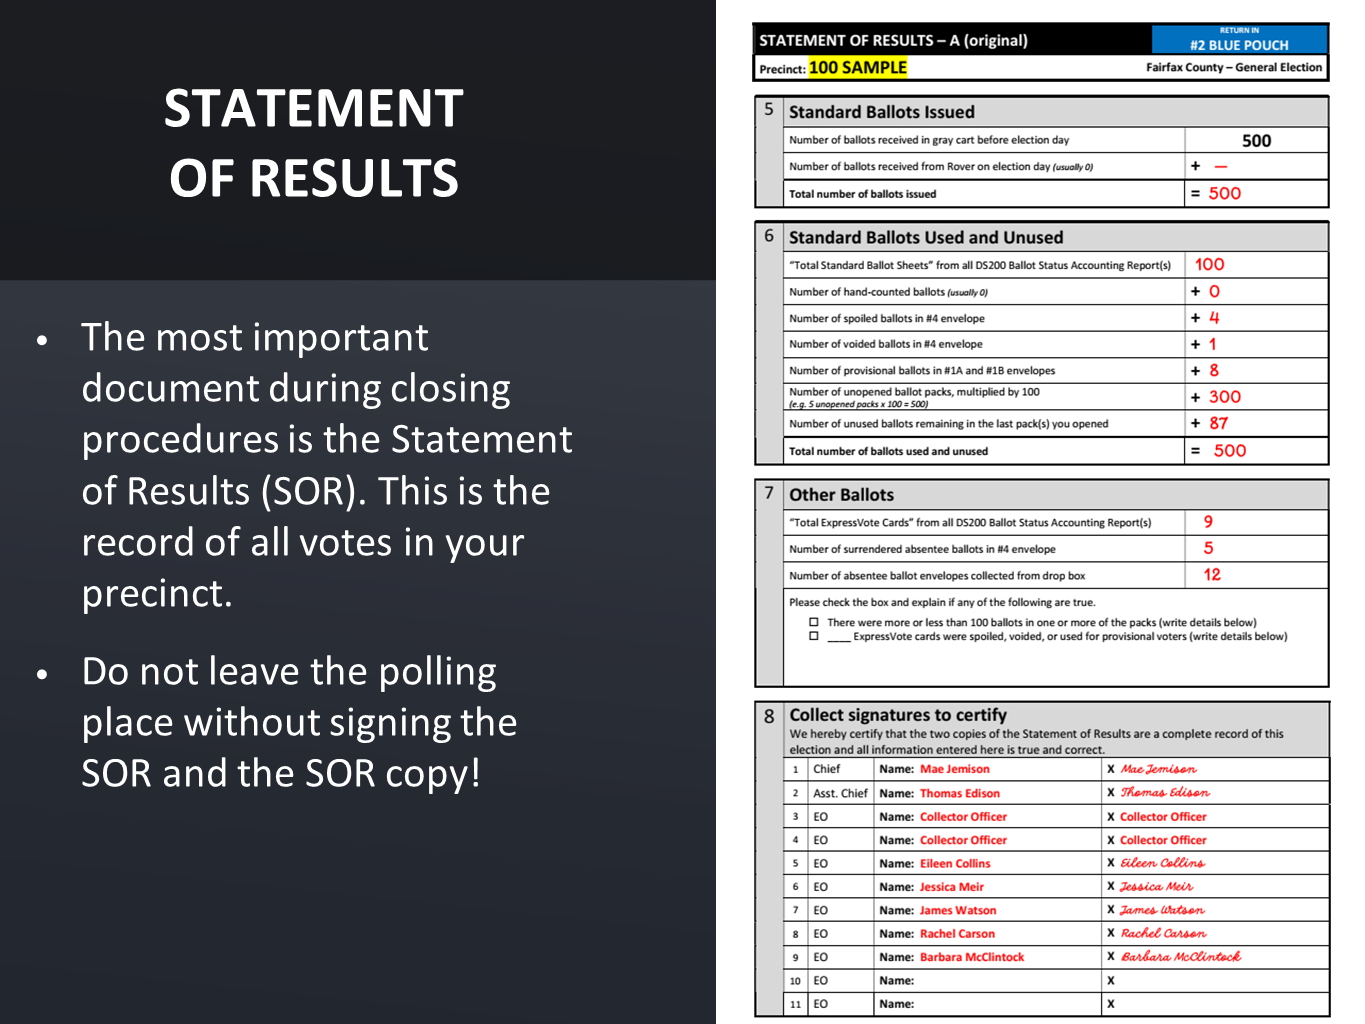 STATEMENT
OF RESULTS
• The most important
document during closing
procedures is the Statement
of Results (SOR). This is the
record of all votes in your
precinct.
• Do not leave the polling
place without signing the
SOR and the SOR copy!
STATEMENT OF RESULTS – A (original)
RETURN IN
#2 BLUE POUCH
Precinct: 100 SAMPLE
Fairfax County – General Election
5 Standard Ballots Issued
Number of ballots received in gray cart before election day 500
Number of ballots received from Rover on election day (usually 0) + —
Total number of ballots issued = 500
6 Standard Ballots Used and Unused
“Total Standard Ballot Sheets” from all DS200 Ballot Status Accounting Report(s) 100
Number of hand-counted ballots (usually 0) + 0
Number of spoiled ballots in #4 envelope + 4
Number of voided ballots in #4 envelope + 1
Number of provisional ballots in #1A and #1B envelopes + 8
Number of unopened ballot packs, multiplied by 100
(e.g. 5 unopened packs x 100 = 500) + 300
Number of unused ballots remaining in the last pack(s) you opened + 87
Total number of ballots used and unused = 500
7 Other Ballots
“Total ExpressVote Cards” from all DS200 Ballot Status Accounting Report(s) 9
Number of surrendered absentee ballots in #4 envelope 5
Number of absentee ballot envelopes collected from drop box 12
Please check the box and explain if any of the following are true.
☐ There were more or less than 100 ballots in one or more of the packs (write details below)
☐ ____ ExpressVote cards were spoiled, voided, or used for provisional voters (write details below)
8 Collect signatures to certify
We hereby certify that the two copies of the Statement of Results are a complete record of this
election and all information entered here is true and correct.
1 Chief Name: Mae Jemison X Mae Jemison
2 Asst. Chief Name: Thomas Edison X Thomas Edison
3 EO Name: Collector Officer X Collector Officer
4 EO Name: Collector Officer X Collector Officer
5 EO Name: Eileen Collins X Eileen Collins
6 EO Name: Jessica Meir X Jessica Meir
7 EO Name: James Watson X James Watson
8 EO Name: Rachel Carson X Rachel Carson
9 EO Name: Barbara McClintock X Barbara McClintock
10 EO Name: X
11 EO Name: X